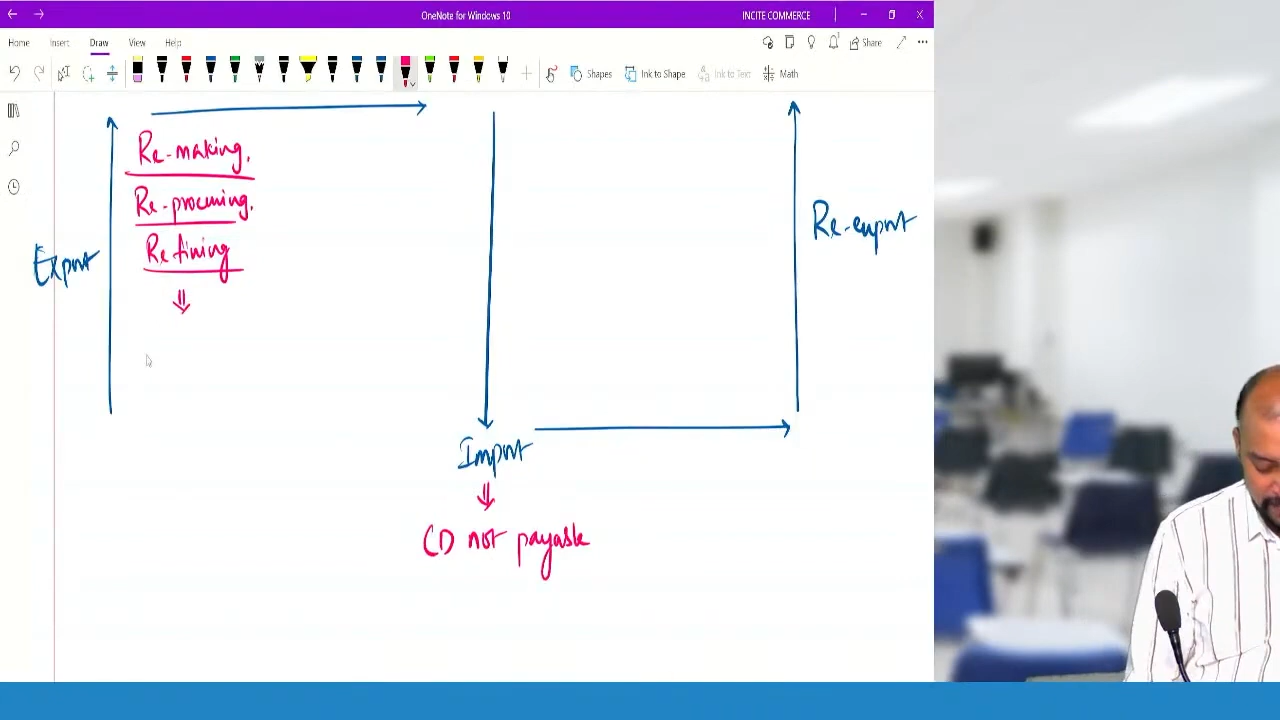 OneNote for Windows 10
INCITE COMMERCE
Home Insert Draw View Help
Share
Shapes
Ink to Shape
Ink to Text
Math
Re-making.
Re-procuring.
Refining
Export
Re-export
Import
CD not payable